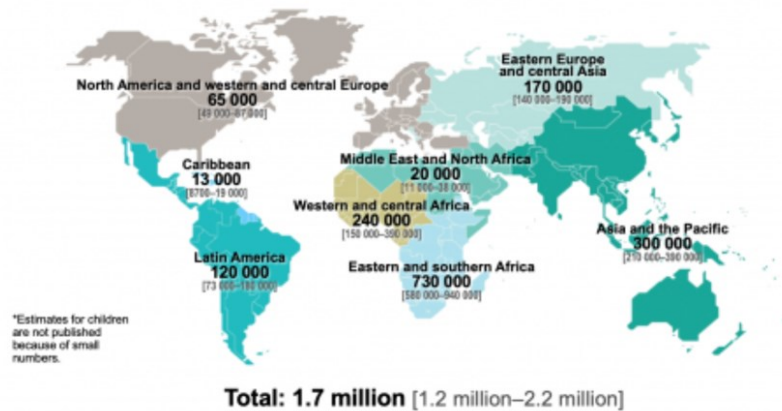 North America and western and central Europe
65 000
[49 000–87 000]
Eastern Europe
and central Asia
170 000
[140 000–190 000]
Caribbean
13 000
[8700–19 000]
Middle East and North Africa
20 000
[11 000–38 000]
Western and central Africa
240 000
[150 000–390 000]
Asia and the Pacific
300 000
[210 000–390 000]
Latin America
120 000
[73 000–180 000]
Eastern and southern Africa
730 000
[580 000–940 000]
*Estimates for children
are not published
because of small
numbers.
Total: 1.7 million [1.2 million–2.2 million]